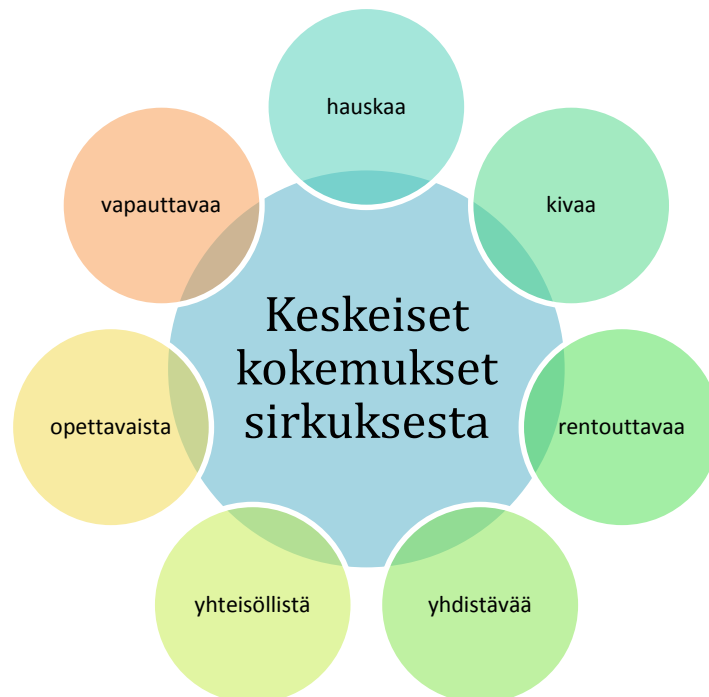 hauskaa
kivaa
rentouttavaa
yhdistävää
yhteisöllistä
opettavaista
vapauttavaa
Keskeiset
kokemukset
sirkuksesta